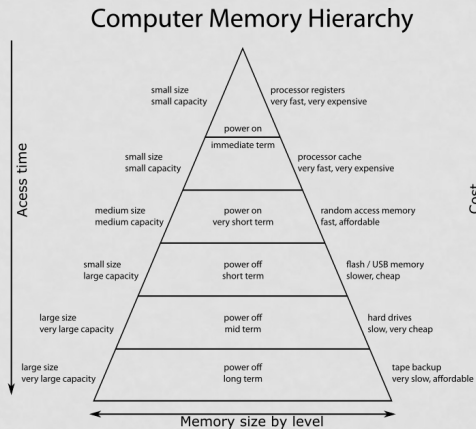 Computer Memory Hierarchy
Acess time
small size
small capacity
processor registers
very fast, very expensive
power on
immediate term
small size
small capacity
processor cache
very fast, very expensive
medium size
medium capacity
power on
very short term
random access memory
fast, affordable
small size
large capacity
power off
short term
flash / USB memory
slower, cheap
large size
very large capacity
power off
mid term
hard drives
slow, very cheap
large size
very large capacity
power off
long term
tape backup
very slow, affordable
Cost
Memory size by level